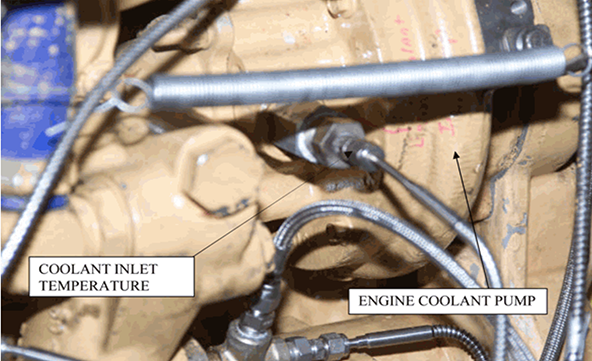 COOLANT INLET
TEMPERATURE
ENGINE COOLANT PUMP